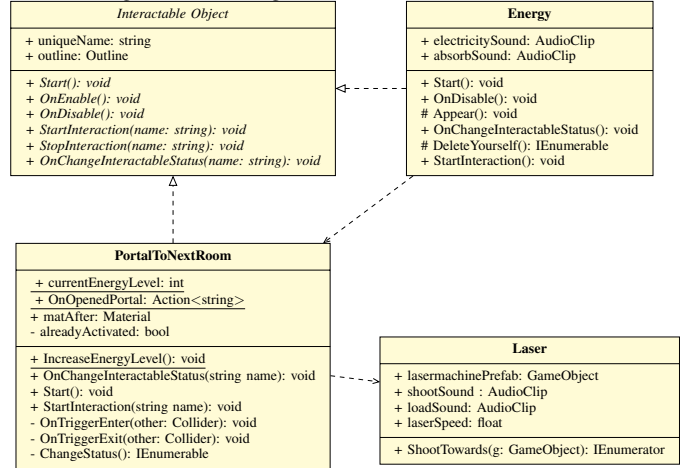 Interactable Object
+ uniqueName: string
+ outline: Outline
+ Start(): void
+ OnEnable(): void
+ OnDisable(): void
+ StartInteraction(name: string): void
+ StopInteraction(name: string): void
+ OnChangeInteractableStatus(name: string): void
Energy
+ electricitySound: AudioClip
+ absorbSound: AudioClip
+ Start(): void
+ OnDisable(): void
# Appear(): void
+ OnChangeInteractableStatus(): void
# DeleteYourself(): IEnumerable
+ StartInteraction(): void
PortalToNextRoom
+ currentEnergyLevel: int
+ OnOpenedPortal: Action<string>
+ matAfter: Material
- alreadyActivated: bool
+ IncreaseEnergyLevel(): void
+ OnChangeInteractableStatus(string name): void
+ Start(): void
+ StartInteraction(string name): void
- OnTriggerEnter(other: Collider): void
- OnTriggerExit(other: Collider): void
- ChangeStatus(): IEnumerable
Laser
+ lasermachinePrefab: GameObject
+ shootSound : AudioClip
+ loadSound: AudioClip
+ laserSpeed: float
+ ShootTowards(g: GameObject): IEnumerator